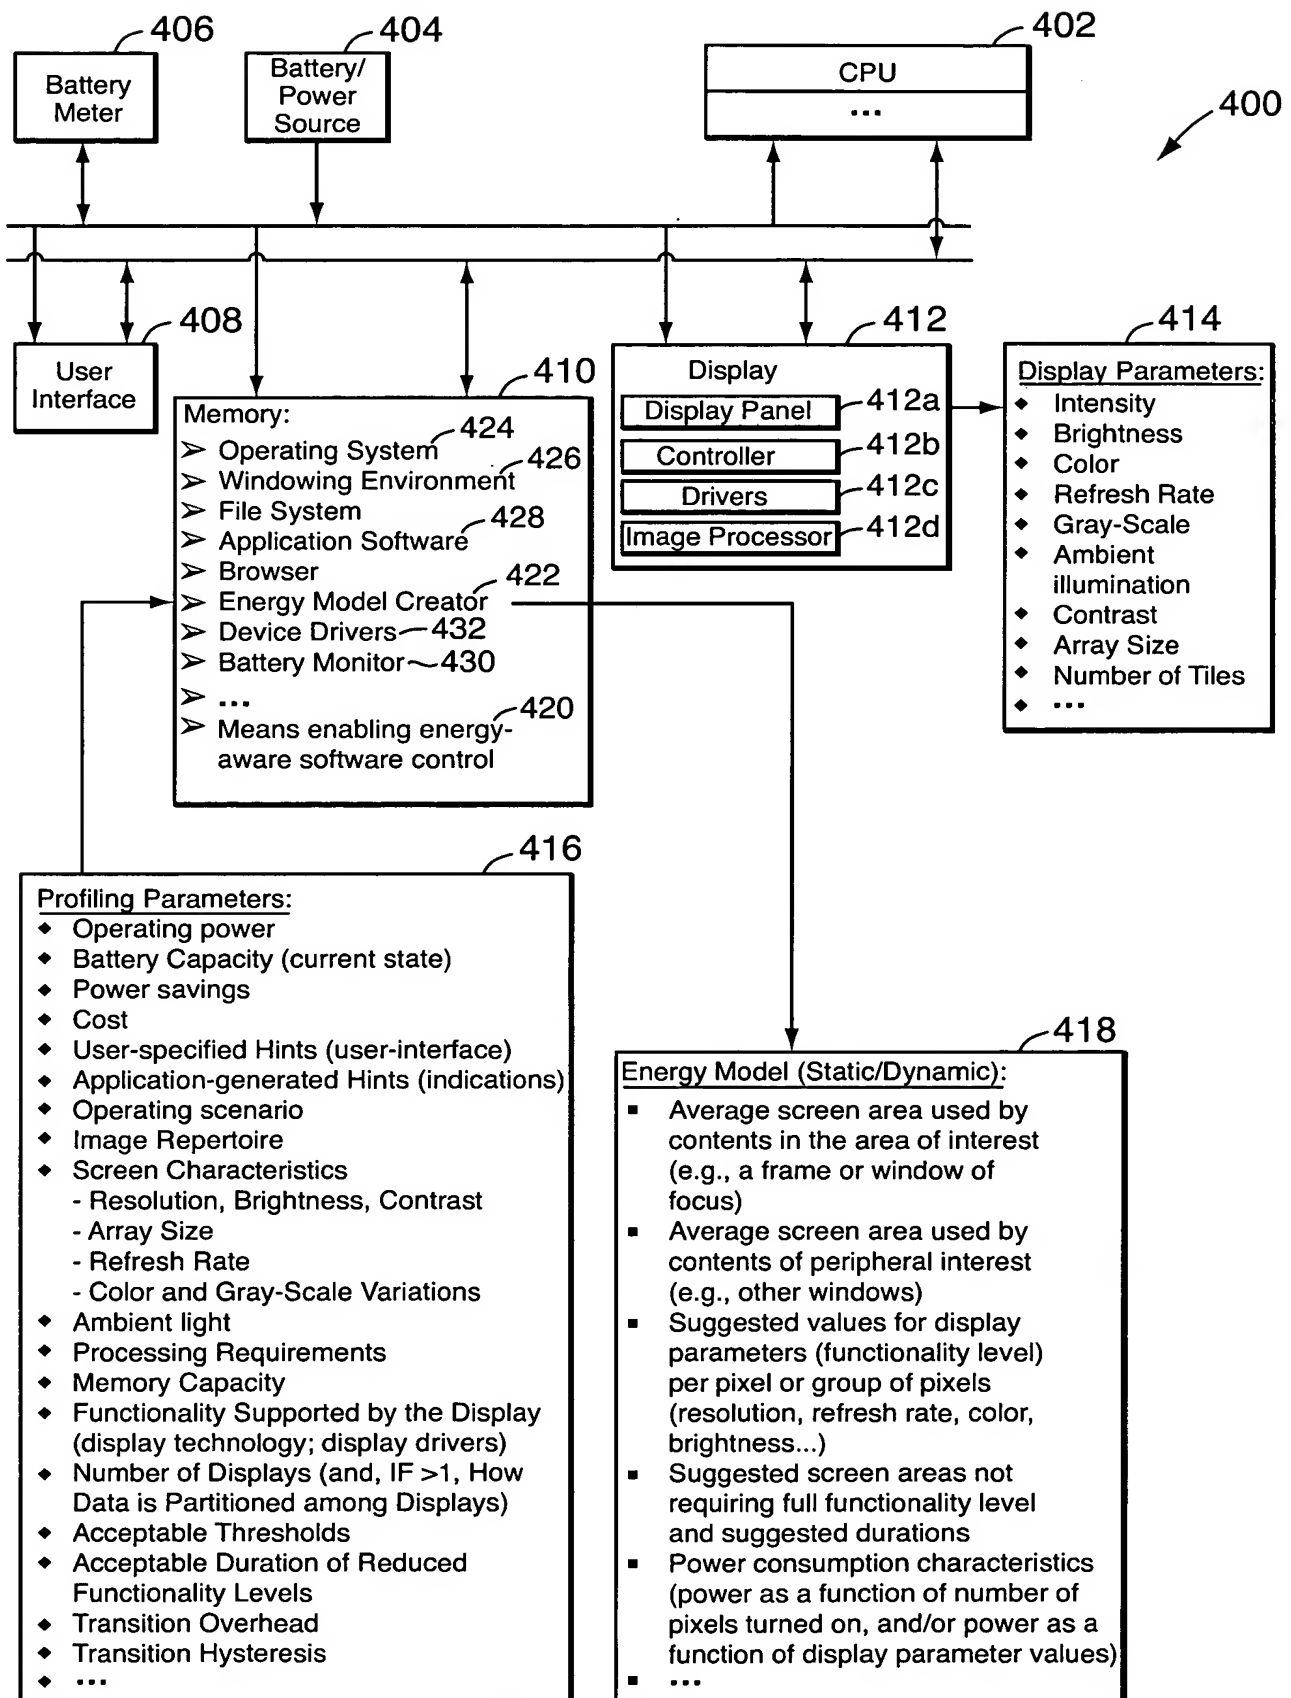 406
404
402
Battery
Meter
Battery/
Power
Source
CPU
...
400
408
User
Interface
410
Memory:
➢ Operating System 424
➢ Windowing Environment 426
➢ File System
➢ Application Software 428
➢ Browser
➢ Energy Model Creator 422
➢ Device Drivers 432
➢ Battery Monitor 430
➢ ...
➢ Means enabling energy-
aware software control
420
412
Display
Display Panel 412a
Controller 412b
Drivers 412c
Image Processor 412d
414
Display Parameters:
◆ Intensity
◆ Brightness
◆ Color
◆ Refresh Rate
◆ Gray-Scale
◆ Ambient
illumination
◆ Contrast
◆ Array Size
◆ Number of Tiles
◆ ...
416
Profiling Parameters:
◆ Operating power
◆ Battery Capacity (current state)
◆ Power savings
◆ Cost
◆ User-specified Hints (user-interface)
◆ Application-generated Hints (indications)
◆ Operating scenario
◆ Image Repertoire
◆ Screen Characteristics
- Resolution, Brightness, Contrast
- Array Size
- Refresh Rate
- Color and Gray-Scale Variations
◆ Ambient light
◆ Processing Requirements
◆ Memory Capacity
◆ Functionality Supported by the Display
(display technology; display drivers)
◆ Number of Displays (and, IF >1, How
Data is Partitioned among Displays)
◆ Acceptable Thresholds
◆ Acceptable Duration of Reduced
Functionality Levels
◆ Transition Overhead
◆ Transition Hysteresis
◆ ...
418
Energy Model (Static/Dynamic):
■ Average screen area used by
contents in the area of interest
(e.g., a frame or window of
focus)
■ Average screen area used by
contents of peripheral interest
(e.g., other windows)
■ Suggested values for display
parameters (functionality level)
per pixel or group of pixels
(resolution, refresh rate, color,
brightness...)
■ Suggested screen areas not
requiring full functionality level
and suggested durations
■ Power consumption characteristics
(power as a function of number of
pixels turned on, and/or power as a
function of display parameter values)
■ ...